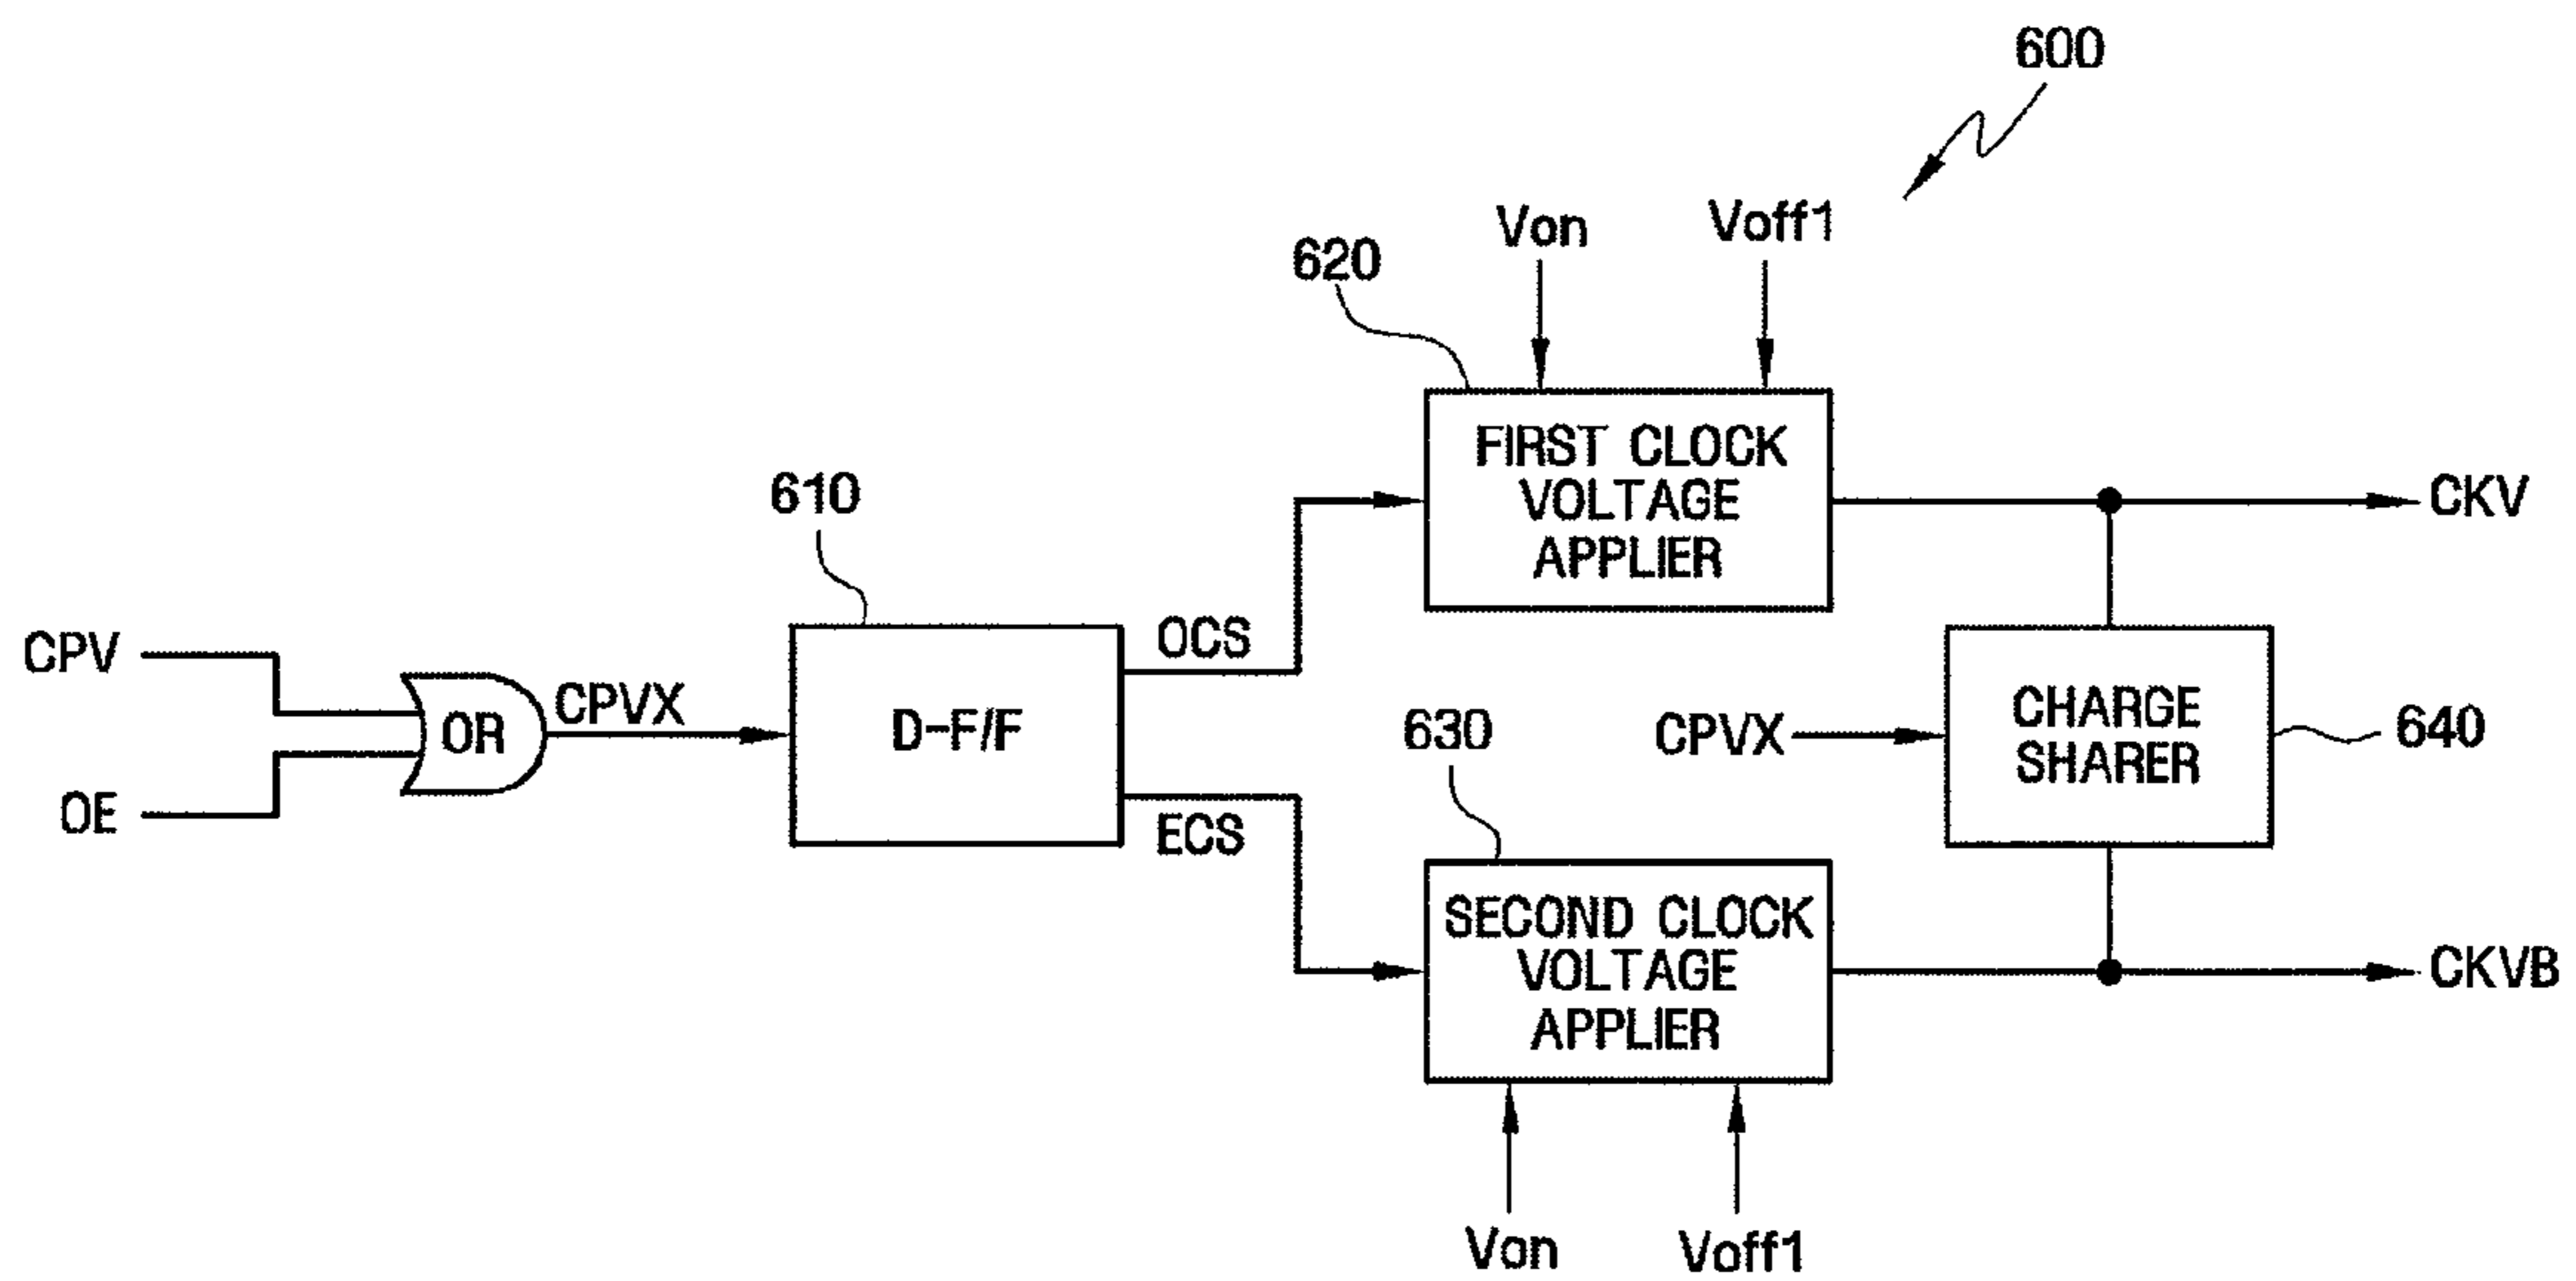 600
Von
Voff1
620
FIRST CLOCK
VOLTAGE
APPLIER
CKV
610
CPV
OE
OR
CPVX
D-F/F
OCS
ECS
CPVX
CHARGE
SHARER
640
630
SECOND CLOCK
VOLTAGE
APPLIER
CKVB
Von
Voff1